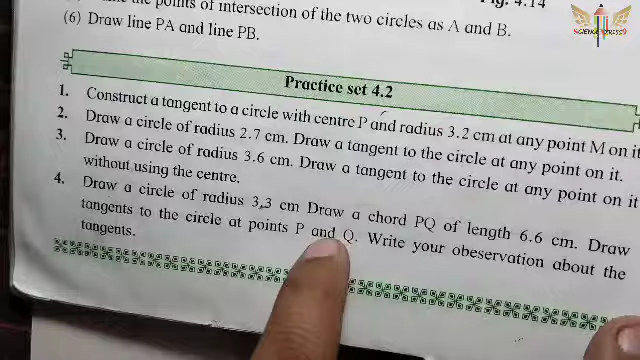 the points of intersection of the two circles as A and B.
Fig. 4.14
(6) Draw line PA and line PB.
Practice set 4.2
1. Construct a tangent to a circle with centre P and radius 3.2 cm at any point M on it
2. Draw a circle of radius 2.7 cm. Draw a tangent to the circle at any point on it.
3. Draw a circle of radius 3.6 cm. Draw a tangent to the circle at any point on it
without using the centre.
4. Draw a circle of radius 3,3 cm Draw a chord PQ of length 6.6 cm. Draw
tangents to the circle at points P and Q. Write your obeservation about the
tangents.